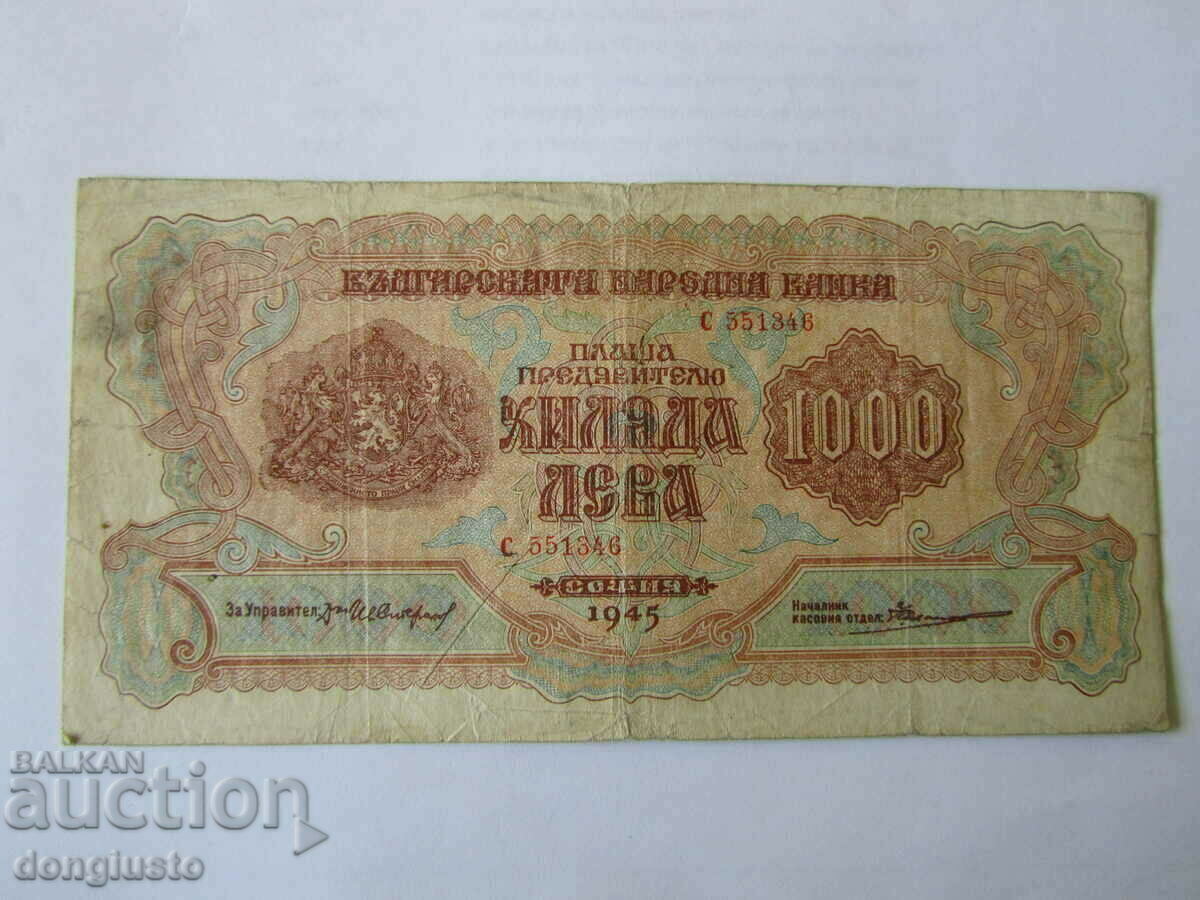 БЪЛГАРСКАТА НАРОДНА БАНКА
С 551346
ПЛАЩА
ПРЕДЯВИТЕЛЮ
ХИЛЯДА
ЛЕВА
1000
С 551346
СОФИЯ
1945
За Управител:
Началник
касовия отдел:
BALKAN
auction
dongiusto